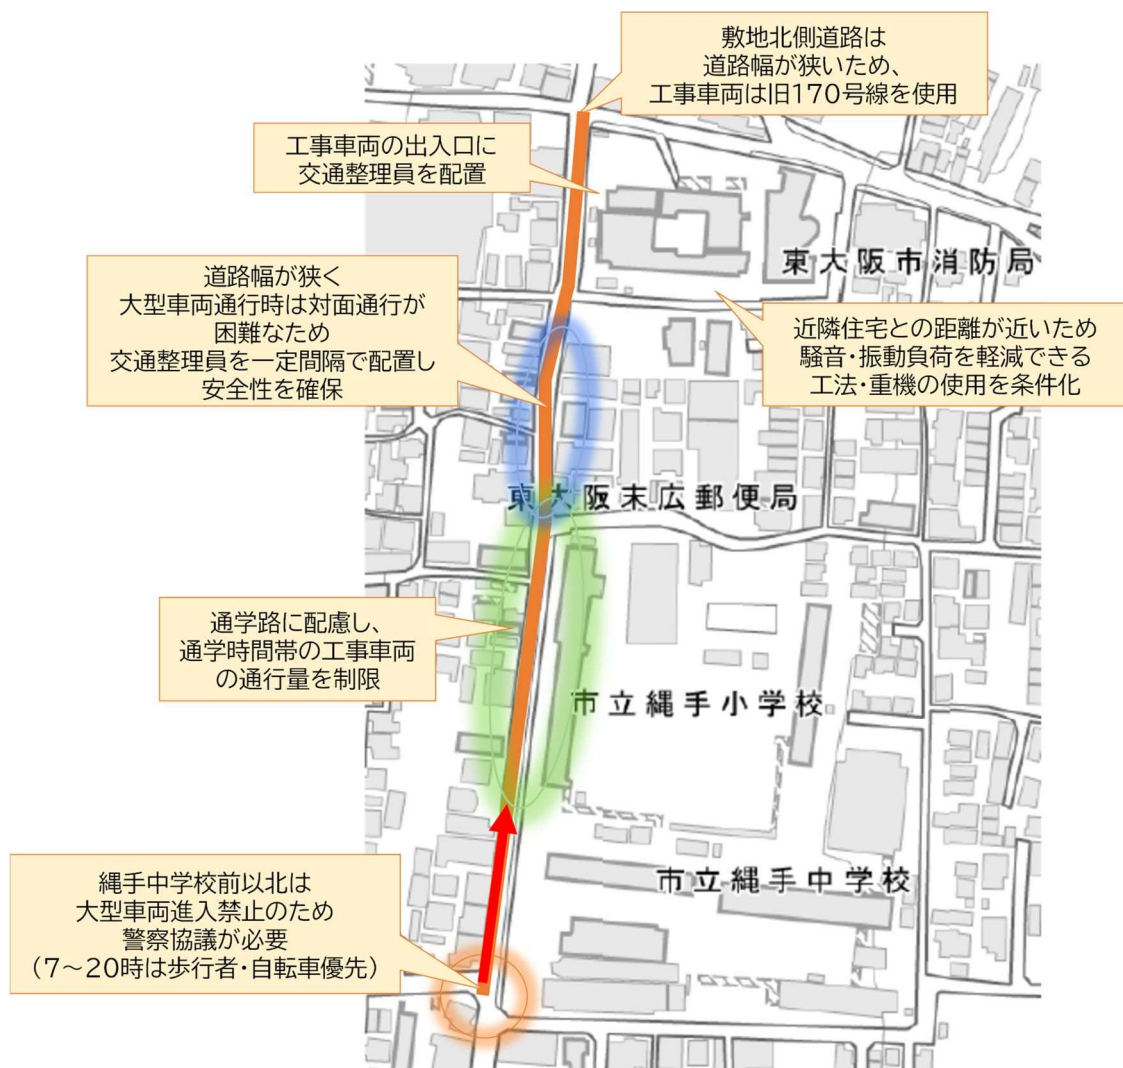 敷地北側道路は
道路幅が狭いため、
工事車両は旧170号線を使用
工事車両の出入口に
交通整理員を配置
東大阪市消防局
道路幅が狭く
大型車両通行時は対面通行が
困難なため
交通整理員を一定間隔で配置し
安全性を確保
近隣住宅との距離が近いため
騒音・振動負荷を軽減できる
工法・重機の使用を条件化
東大阪末広郵便局
通学路に配慮し、
通学時間帯の工事車両
の通行量を制限
市立縄手小学校
市立縄手中学校
縄手中学校前以北は
大型車両進入禁止のため
警察協議が必要
（7～20時は歩行者・自転車優先）